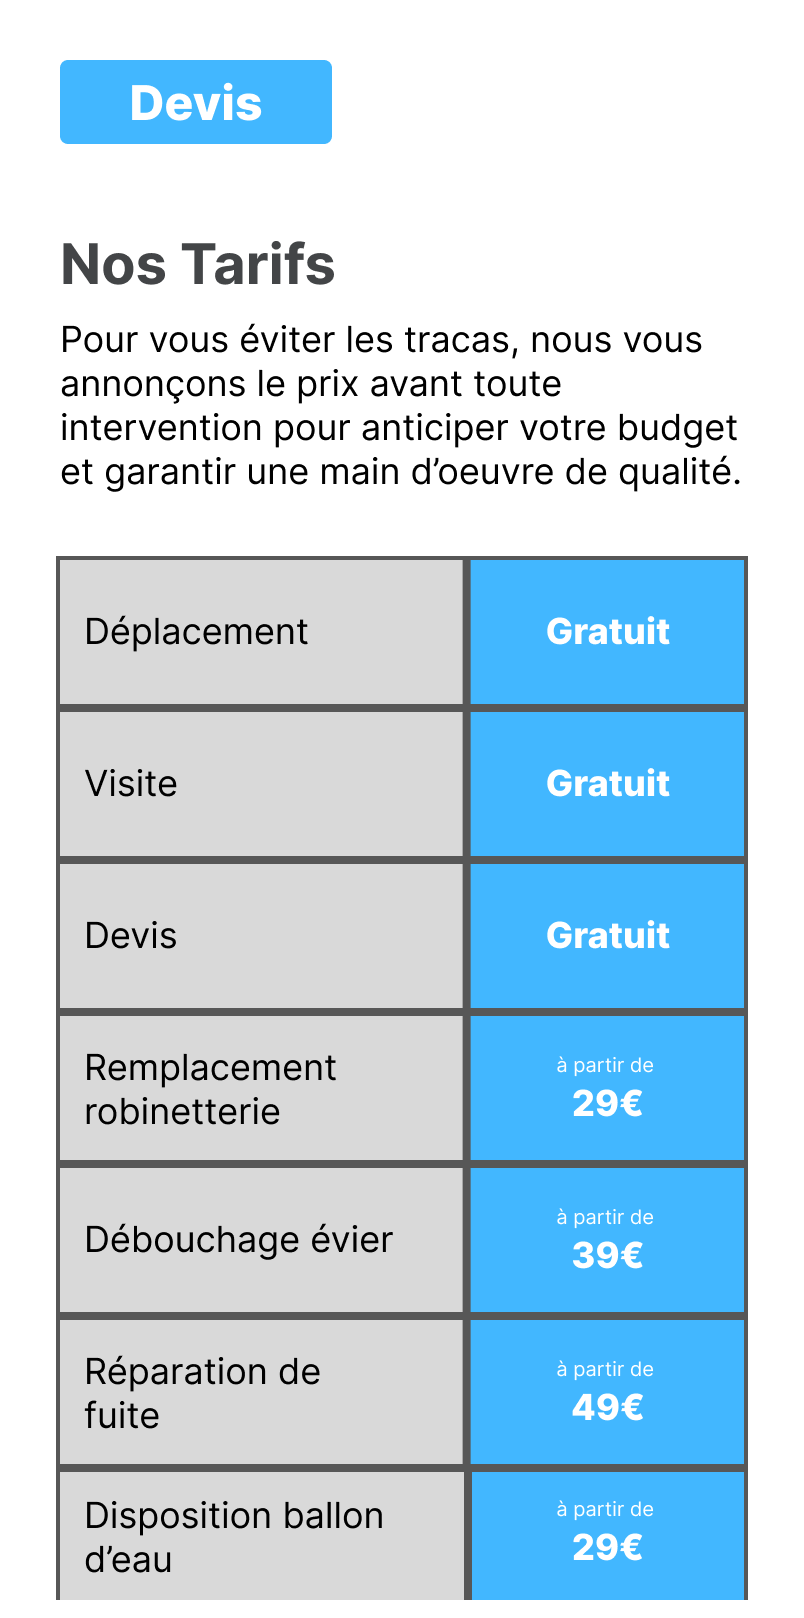 Devis
Nos Tarifs
Pour vous éviter les tracas, nous vous
annonçons le prix avant toute
intervention pour anticiper votre budget
et garantir une main d’oeuvre de qualité.
Déplacement
Gratuit
Visite
Gratuit
Devis
Gratuit
Remplacement
robinetterie
à partir de
29€
Débouchage évier
à partir de
39€
Réparation de
fuite
à partir de
49€
Disposition ballon
d’eau
à partir de
29€